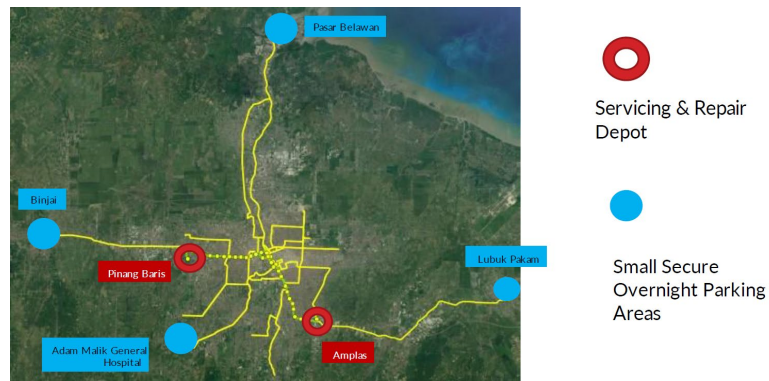 Pasar Belawan
Binjai
Pinang Baris
Lubuk Pakam
Adam Malik General
Hospital
Amplas
Servicing & Repair
Depot
Small Secure
Overnight Parking
Areas